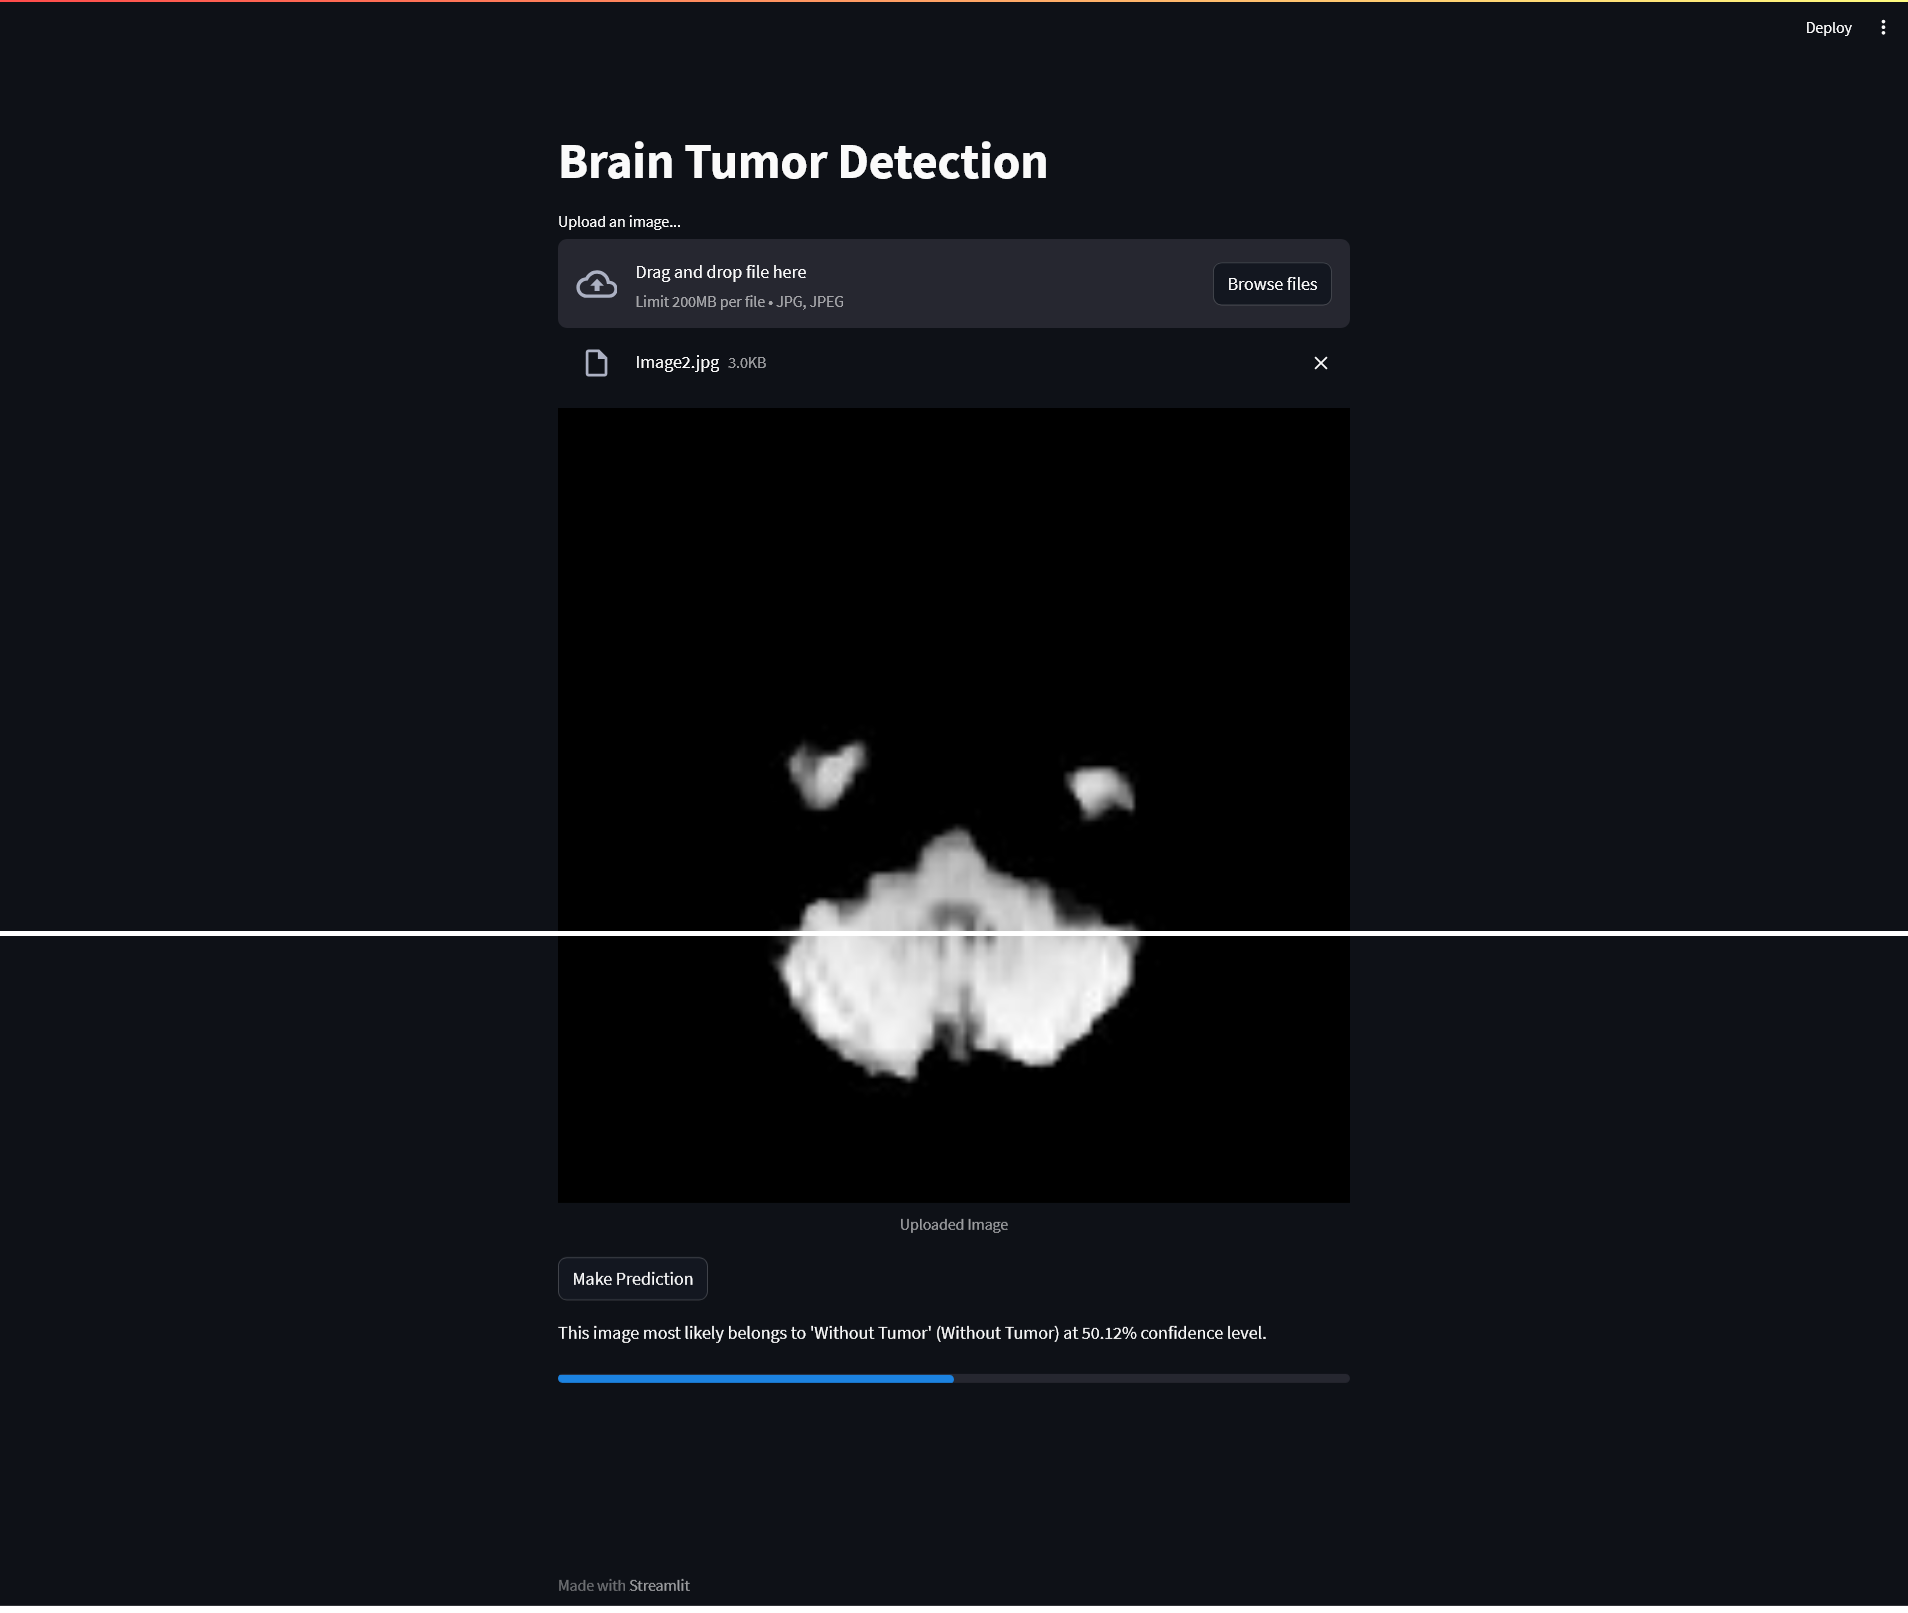 Deploy
Brain Tumor Detection
Upload an image...
Drag and drop file here
Limit 200MB per file • JPG, JPEG
Browse files
Image2.jpg 3.0KB
Uploaded Image
Make Prediction
This image most likely belongs to 'Without Tumor' (Without Tumor) at 50.12% confidence level.
Made with Streamlit